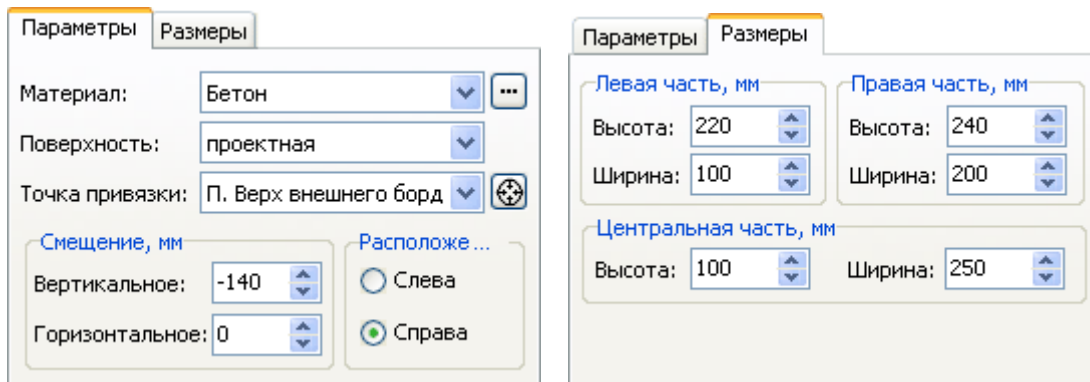 Параметры
Размеры
Материал: Бетон ...
Поверхность: проектная
Точка привязки: П. Верх внешнего борд
Смещение, мм
Вертикальное: -140
Горизонтальное: 0
Расположе...
Слева
Справа
Параметры
Размеры
Левая часть, мм
Высота: 220
Ширина: 100
Правая часть, мм
Высота: 240
Ширина: 200
Центральная часть, мм
Высота: 100 Ширина: 250